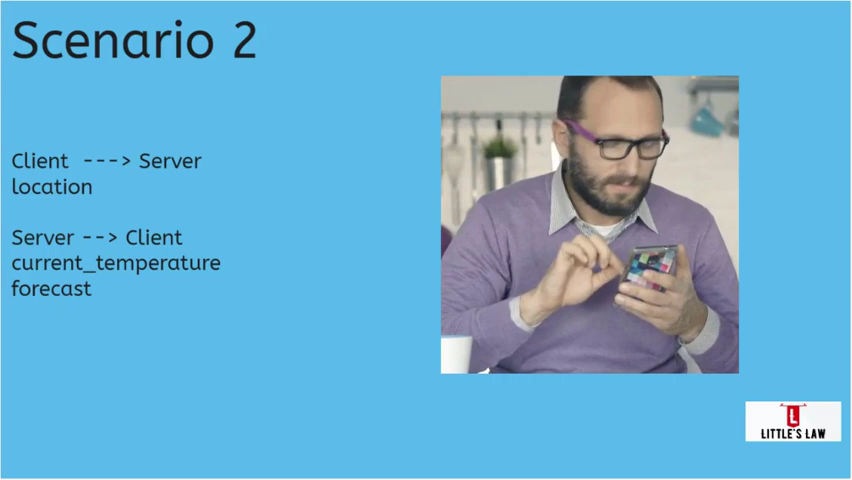 Scenario 2
Client ---> Server
location
Server --> Client
current_temperature
forecast
L
LITTLE'S LAW